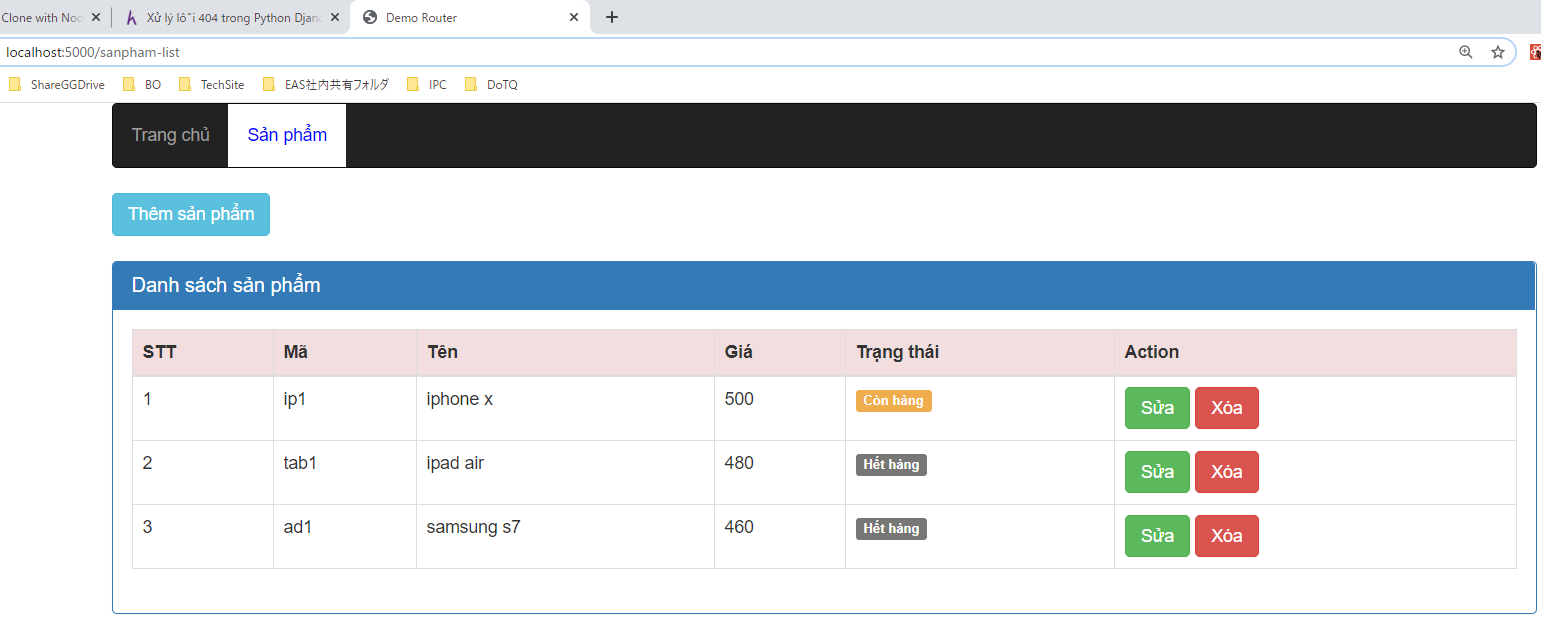 Clone with Nod Xử lý lỗi 404 trong Python Djan Demo Router
localhost:5000/sanpham-list
ShareGGDrive BO TechSite EAS社内共有フォルダ IPC DoTQ
Trang chủ Sản phẩm
Thêm sản phẩm
Danh sách sản phẩm
STT Mã Tên Giá Trạng thái Action
1 ip1 iphone x 500 Còn hàng Sửa Xóa
2 tab1 ipad air 480 Hết hàng Sửa Xóa
3 ad1 samsung s7 460 Hết hàng Sửa Xóa